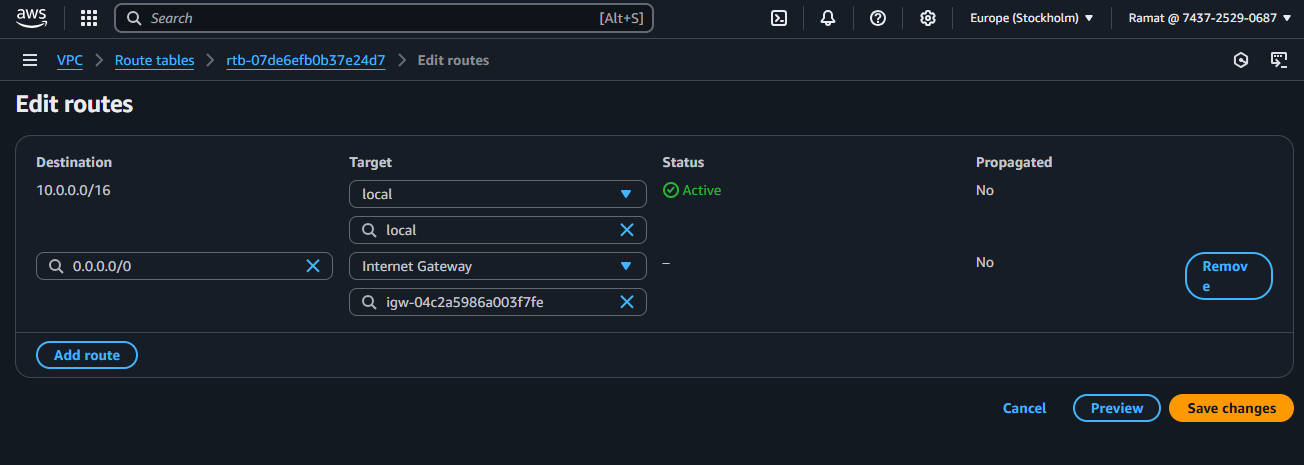 aws
Search [Alt+S]
Europe (Stockholm)
Ramat @ 7437-2529-0687
VPC > Route tables > rtb-07de6efb0b37e24d7 > Edit routes
Edit routes
Destination Target Status Propagated
10.0.0.0/16 local Active No
local
0.0.0.0/0 Internet Gateway – No Remov
e
igw-04c2a5986a003f7fe
Add route
Cancel Preview Save changes